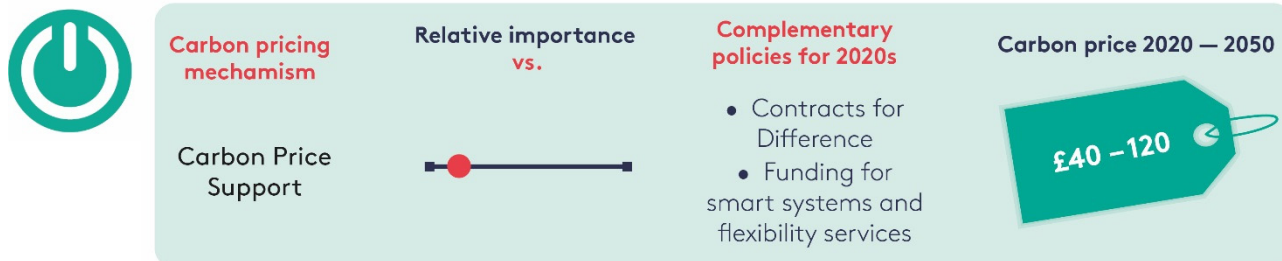 Carbon pricing
mechamism
Relative importance
vs.
Complementary
policies for 2020s
Carbon price 2020 — 2050
Carbon Price
Support
• Contracts for
Difference
• Funding for
smart systems and
flexibility services
£40 – 120